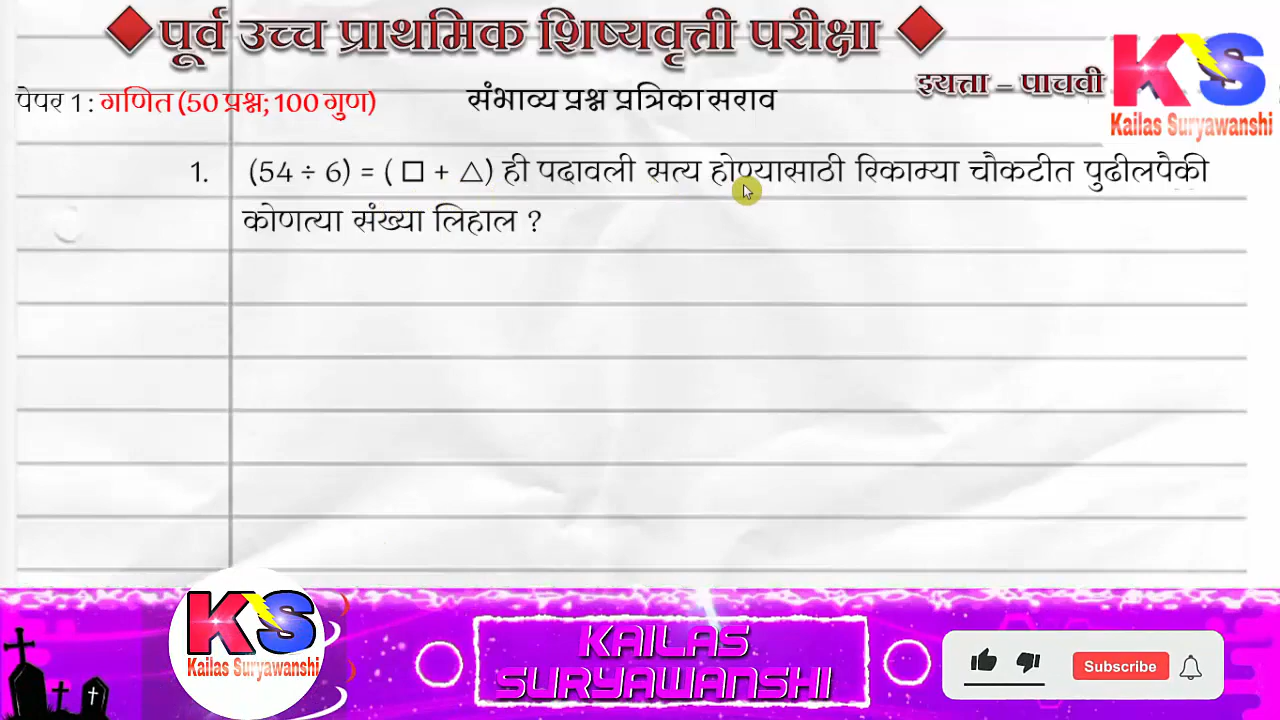 पूर्व उच्च प्राथमिक शिष्यवृत्ती परीक्षा
इयत्ता – पाचवी
KS
Kailas Suryawanshi
पेपर 1 : गणित (50 प्रश्न; 100 गुण)
संभाव्य प्रश्न प्रत्रिका सराव
1. (54 ÷ 6) = ( □ + △) ही पदावली सत्य होण्यासाठी रिकाम्या चौकटीत पुढीलपैकी
कोणत्या संख्या लिहाल ?
KS
Kailas Suryawanshi
KAILAS
SURYAWANSHI
Subscribe